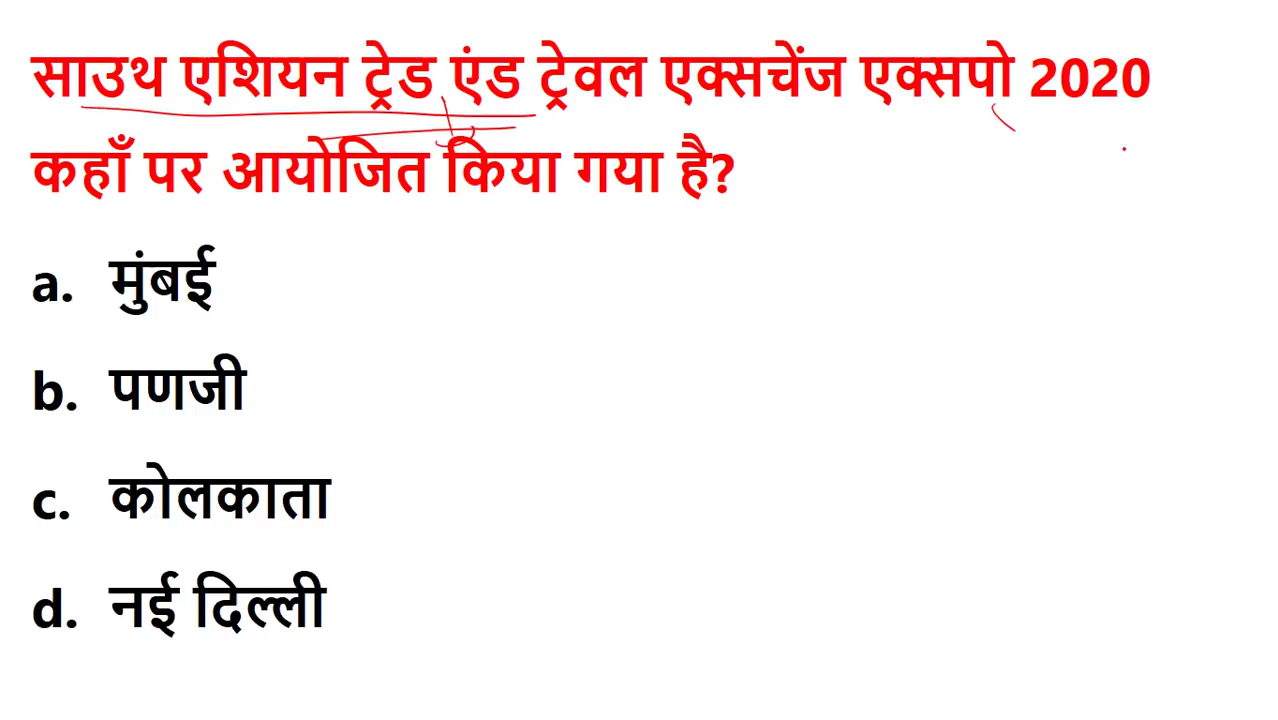 साउथ एशियन ट्रेड एंड ट्रेवल एक्सचेंज एक्सपो 2020
कहाँ पर आयोजित किया गया है?
a. मुंबई
b. पणजी
c. कोलकाता
d. नई दिल्ली